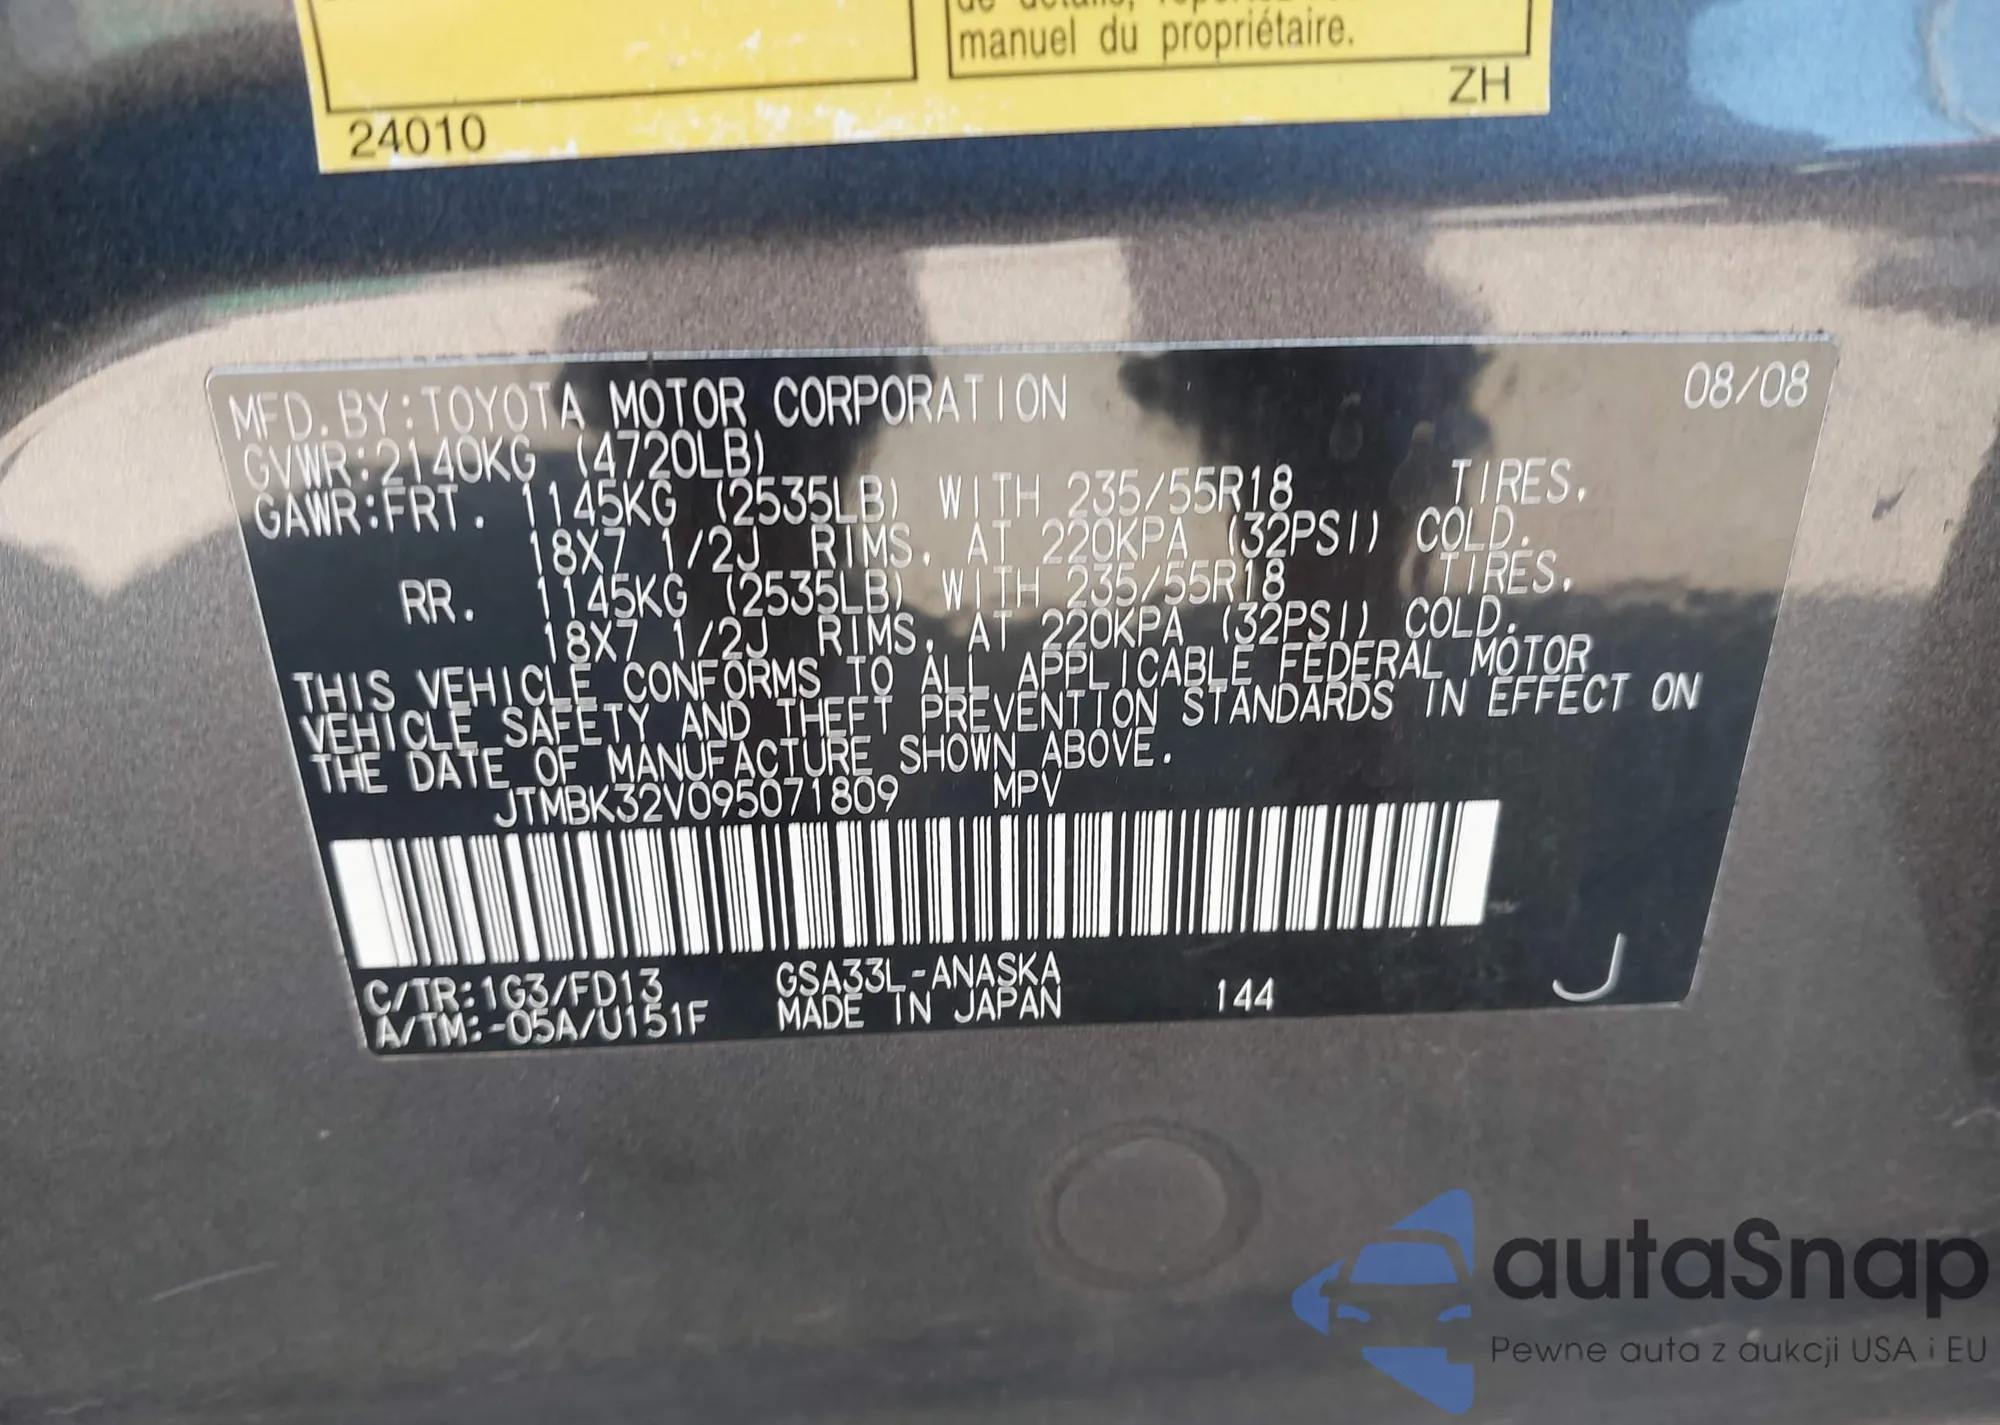 manuel du propriétaire.
24010
ZH
MFD. BY: TOYOTA MOTOR CORPORATION 08/08
GVWR: 2140KG (4720LB)
GAWR: FRT. 1145KG (2535LB) WITH 235/55R18 TIRES,
18X7 1/2J RIMS, AT 220KPA (32PSI) COLD.
RR. 1145KG (2535LB) WITH 235/55R18 TIRES,
18X7 1/2J RIMS, AT 220KPA (32PSI) COLD.
THIS VEHICLE CONFORMS TO ALL APPLICABLE FEDERAL MOTOR
VEHICLE SAFETY AND THEFT PREVENTION STANDARDS IN EFFECT ON
THE DATE OF MANUFACTURE SHOWN ABOVE.
JTMBK32V095071809 MPV
C/TR: 1G3/FD13 GSA33L-ANASKA
A/TM: -05A/U151F MADE IN JAPAN 144 J
autaSnap
Pewne auta z aukcji USA i EU